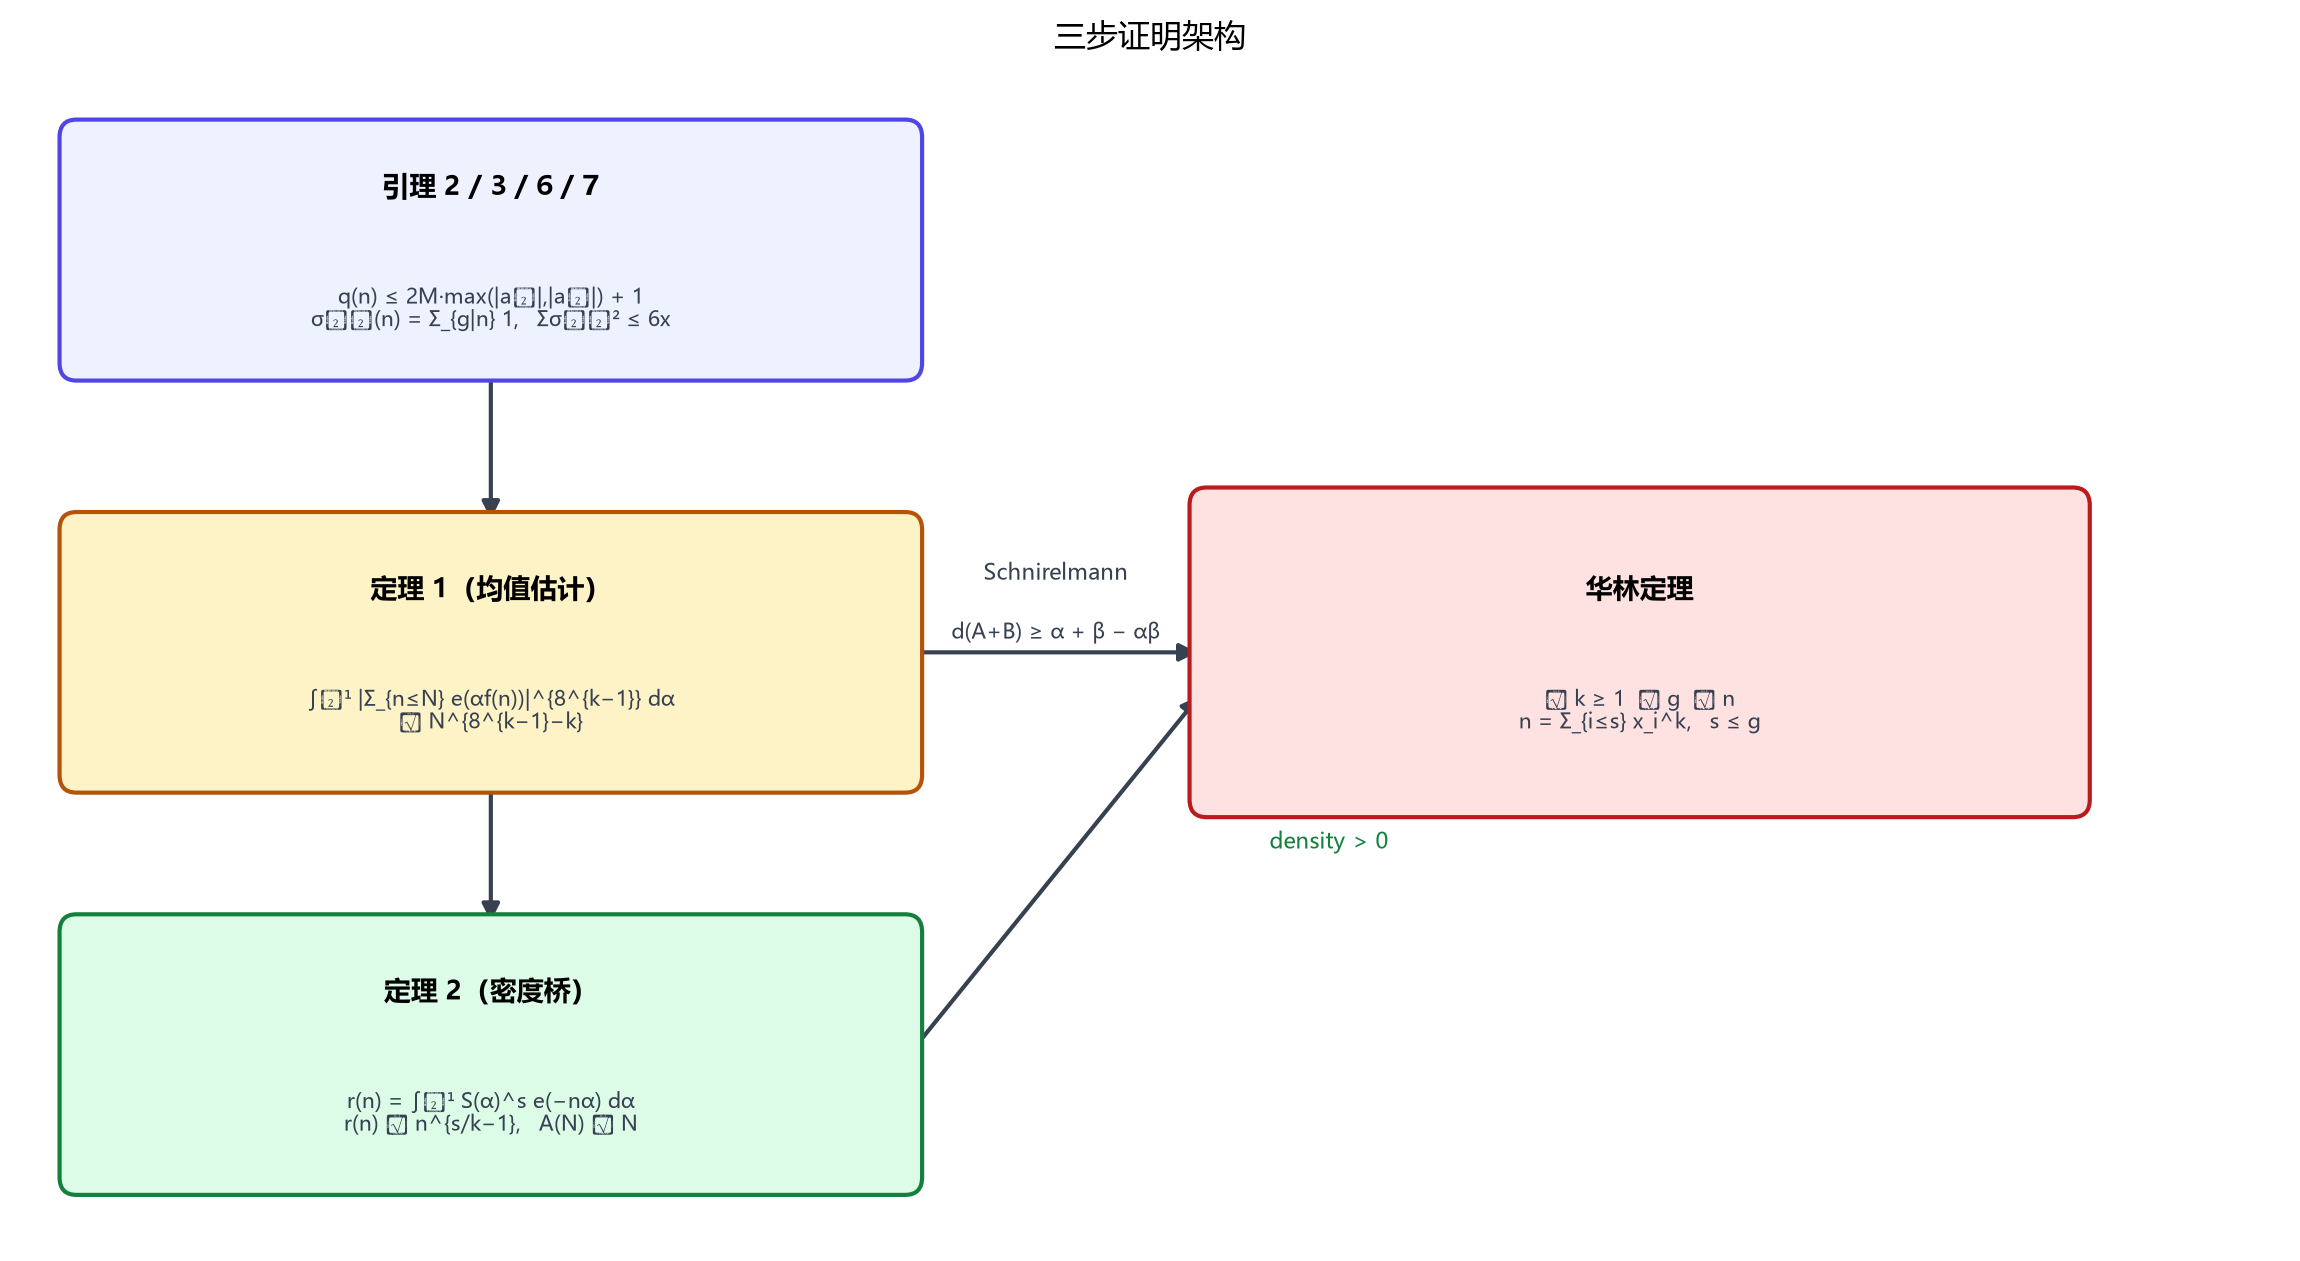 三步证明架构
引理 2 / 3 / 6 / 7
q(n) ≤ 2M·max(|a|,|a|) + 1
σ(n) = Σ_{g|n} 1,   Σσ² ≤ 6x
定理 1（均值估计）
∫¹ |Σ_{n≤N} e(αf(n))|^{8^{k−1}} dα
N^{8^{k−1}−k}
Schnirelmann
d(A+B) ≥ α + β − αβ
华林定理
k ≥ 1 g n
n = Σ_{i≤s} x_i^k,   s ≤ g
density > 0
定理 2（密度桥）
r(n) = ∫¹ S(α)^s e(−nα) dα
r(n) n^{s/k−1},   A(N) N